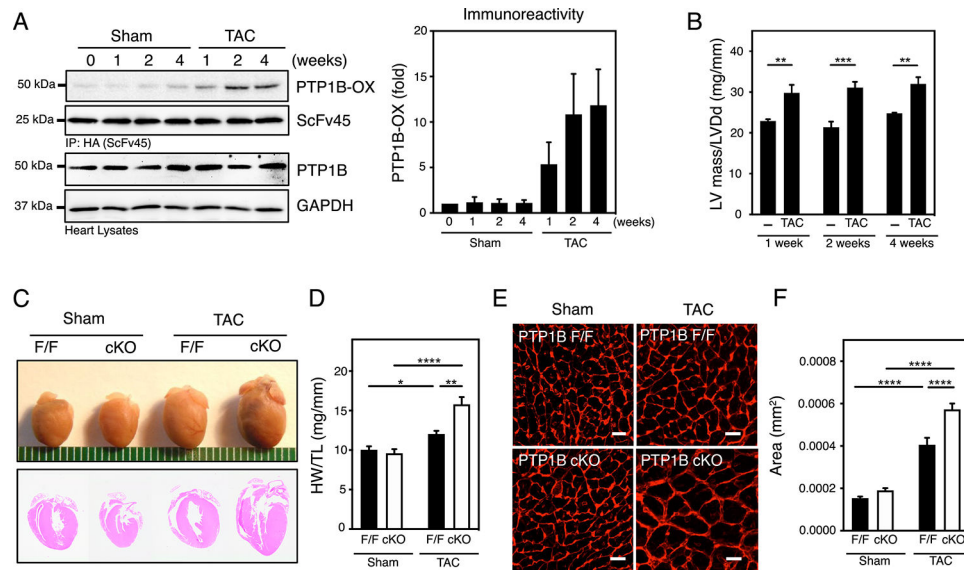 A
Sham TAC
0 1 2 4 1 2 4 (weeks)
50 kDa PTP1B-OX
25 kDa ScFv45
IP: HA (ScFv45)
50 kDa PTP1B
37 kDa GAPDH
Heart Lysates
Immunoreactivity
PTP1B-OX (fold)
20
15
10
5
0
0 1 2 4 1 2 4 (weeks)
Sham TAC
B
LV mass/LVDd (mg/mm)
40
30
20
10
0
** *** **
– TAC – TAC – TAC
1 week 2 weeks 4 weeks
C
Sham TAC
F/F cKO F/F cKO
D
HW/TL (mg/mm)
20
15
10
5
0
****
* **
F/F cKO F/F cKO
Sham TAC
E
Sham TAC
PTP1B F/F PTP1B F/F
PTP1B cKO PTP1B cKO
F
Area (mm²)
0.0008
0.0006
0.0004
0.0002
0.0000
****
**** ****
F/F cKO F/F cKO
Sham TAC